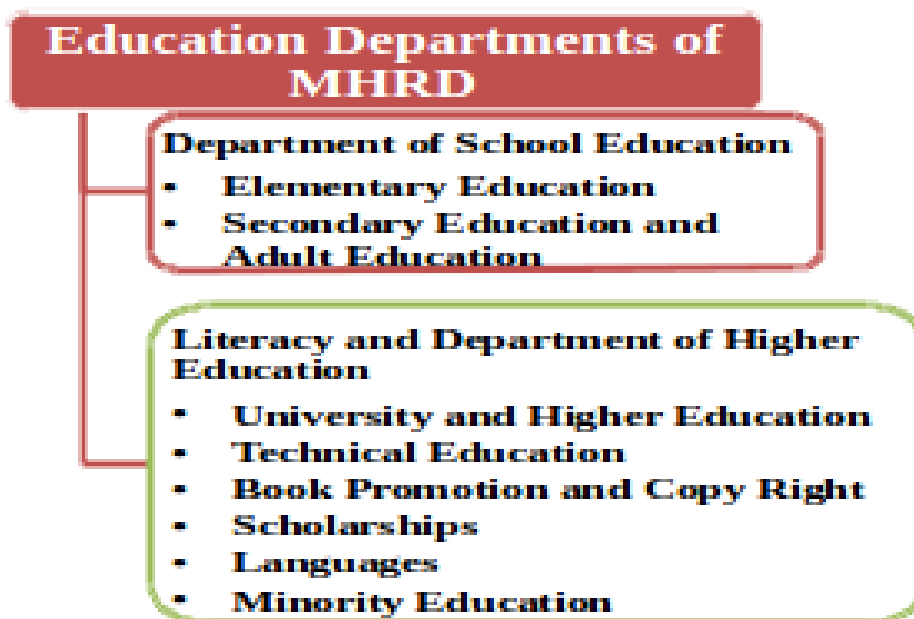 Education Departments of
MHRD
Department of School Education
• Elementary Education
• Secondary Education and
Adult Education
Literacy and Department of Higher
Education
• University and Higher Education
• Technical Education
• Book Promotion and Copy Right
• Scholarships
• Languages
• Minority Education